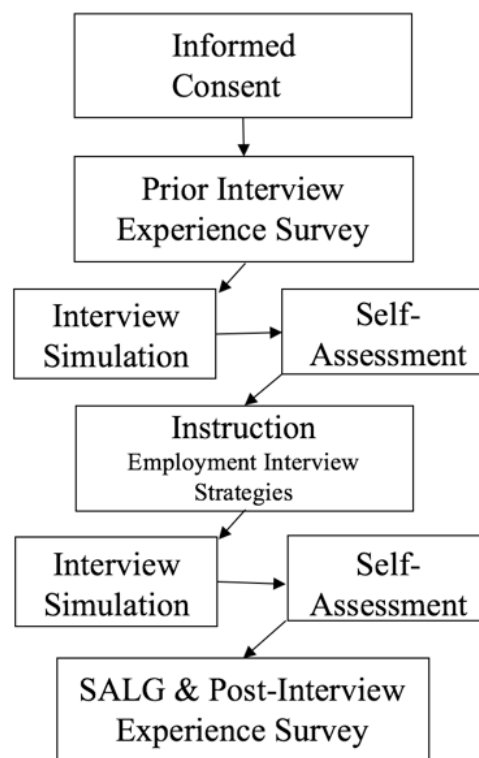 Informed
Consent
Prior Interview
Experience Survey
Interview
Simulation
Self-
Assessment
Instruction
Employment Interview
Strategies
Interview
Simulation
Self-
Assessment
SALG & Post-Interview
Experience Survey